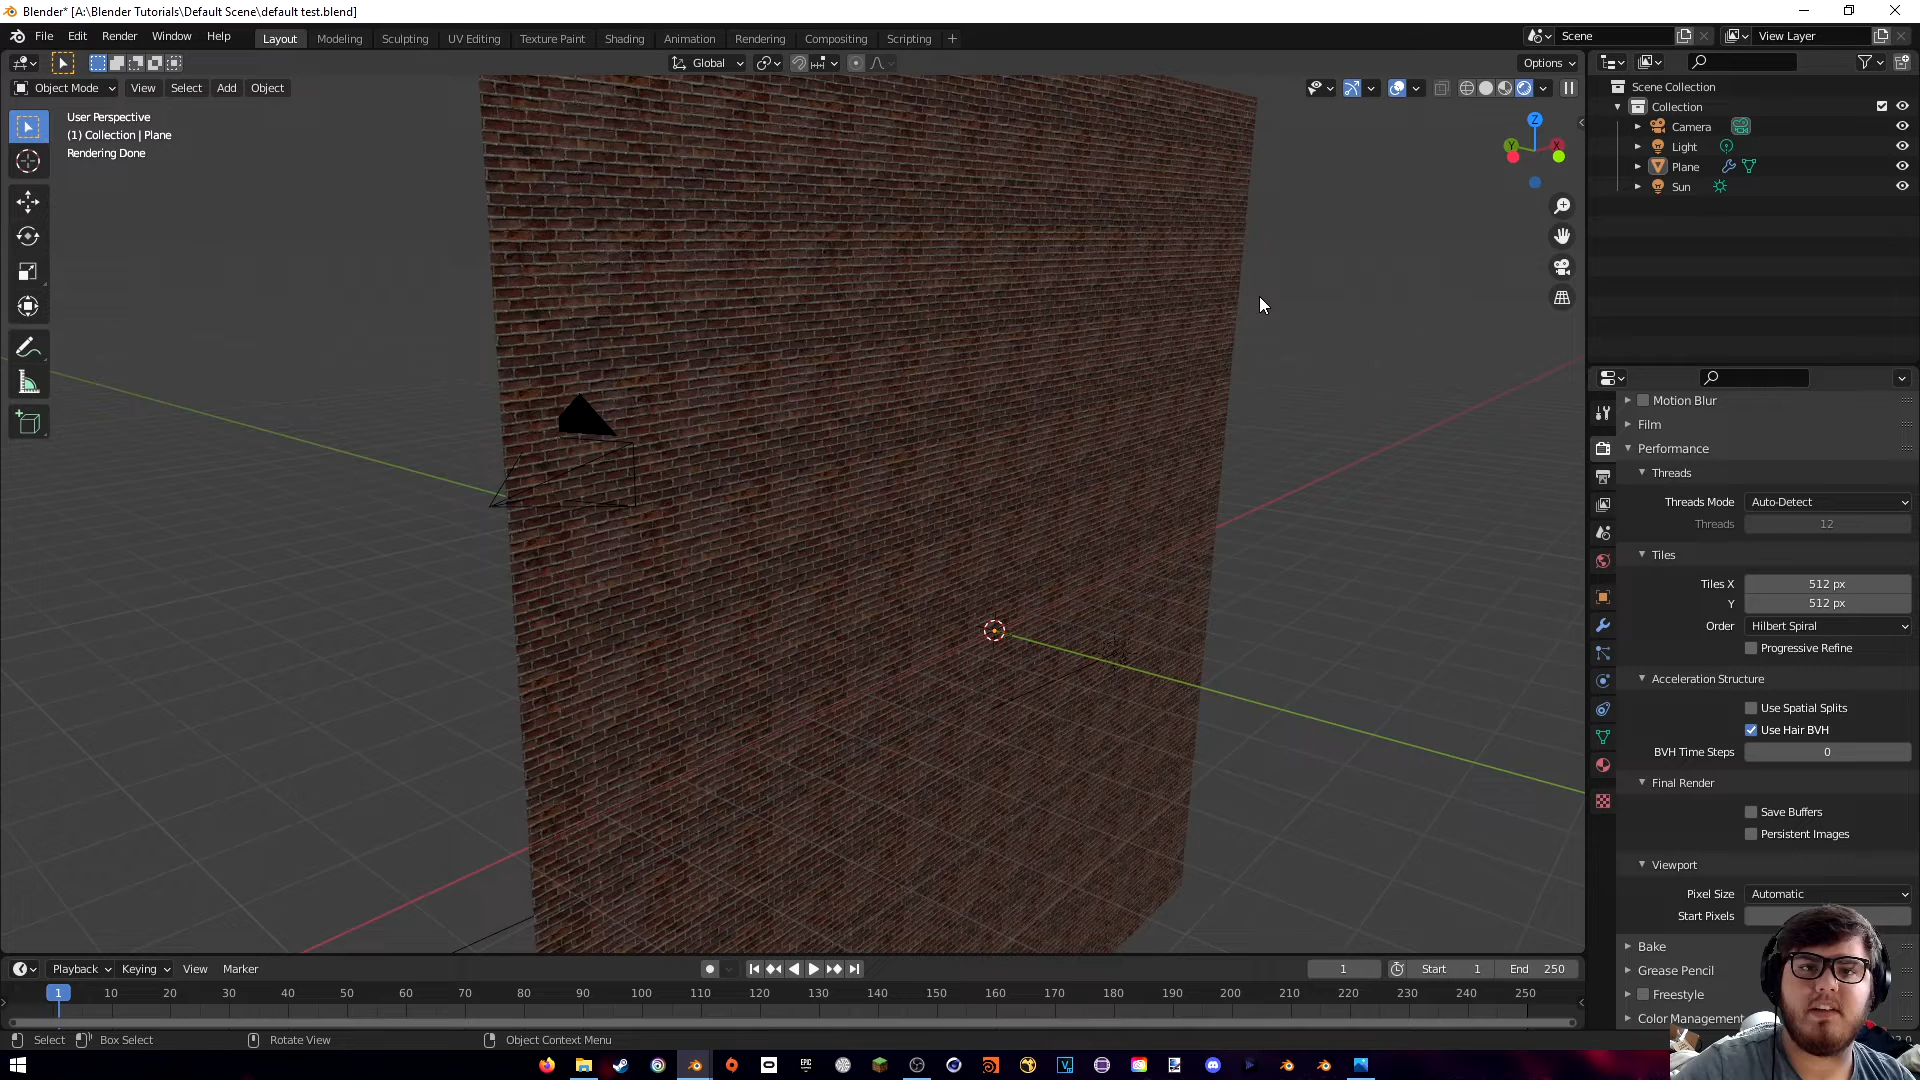 Blender* [A:\Blender Tutorials\Default Scene\default test.blend]
File Edit Render Window Help
Layout Modeling Sculpting UV Editing Texture Paint Shading Animation Rendering Compositing Scripting +
Scene
View Layer
Global
Options
Object Mode View Select Add Object
User Perspective
(1) Collection | Plane
Rendering Done
Z
Y
X
Scene Collection
Collection
Camera
Light
Plane
Sun
Motion Blur
Film
Performance
Threads
Threads Mode Auto-Detect
Threads 12
Tiles
Tiles X 512 px
Y 512 px
Order Hilbert Spiral
Progressive Refine
Acceleration Structure
Use Spatial Splits
Use Hair BVH
BVH Time Steps 0
Final Render
Save Buffers
Persistent Images
Viewport
Pixel Size Automatic
Start Pixels
Bake
Grease Pencil
Freestyle
Color Management
Playback Keying View Marker
1 Start 1 End 250
1 10 20 30 40 50 60 70 80 90 100 110 120 130 140 150 160 170 180 190 200 210 220 230 240 250
Select Box Select Rotate View Object Context Menu
EPIC